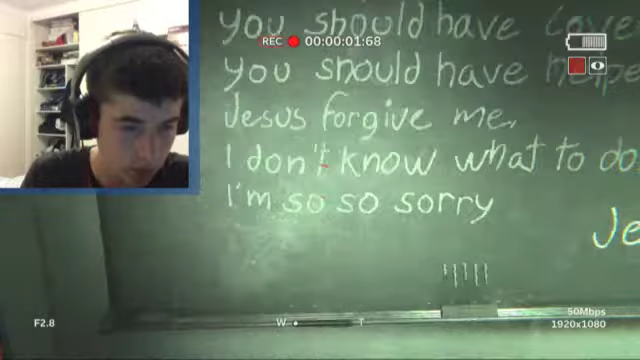 you should have
REC 00:00:01:68
you should have
Jesus forgive me,
I don't know what to do
I'm so so sorry
Je
F2.8
W T
50Mbps
1920x1080